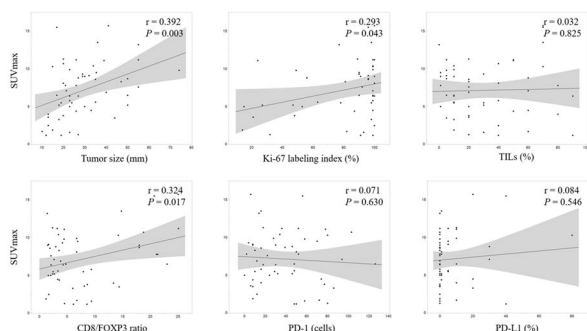 r = 0.392
P = 0.003
SUVmax
Tumor size (mm)
r = 0.293
P = 0.043
Ki-67 labeling index (%)
r = 0.032
P = 0.825
TILs (%)
r = 0.324
P = 0.017
SUVmax
CD8/FOXP3 ratio
r = 0.071
P = 0.630
PD-1 (cells)
r = 0.084
P = 0.546
PD-L1 (%)